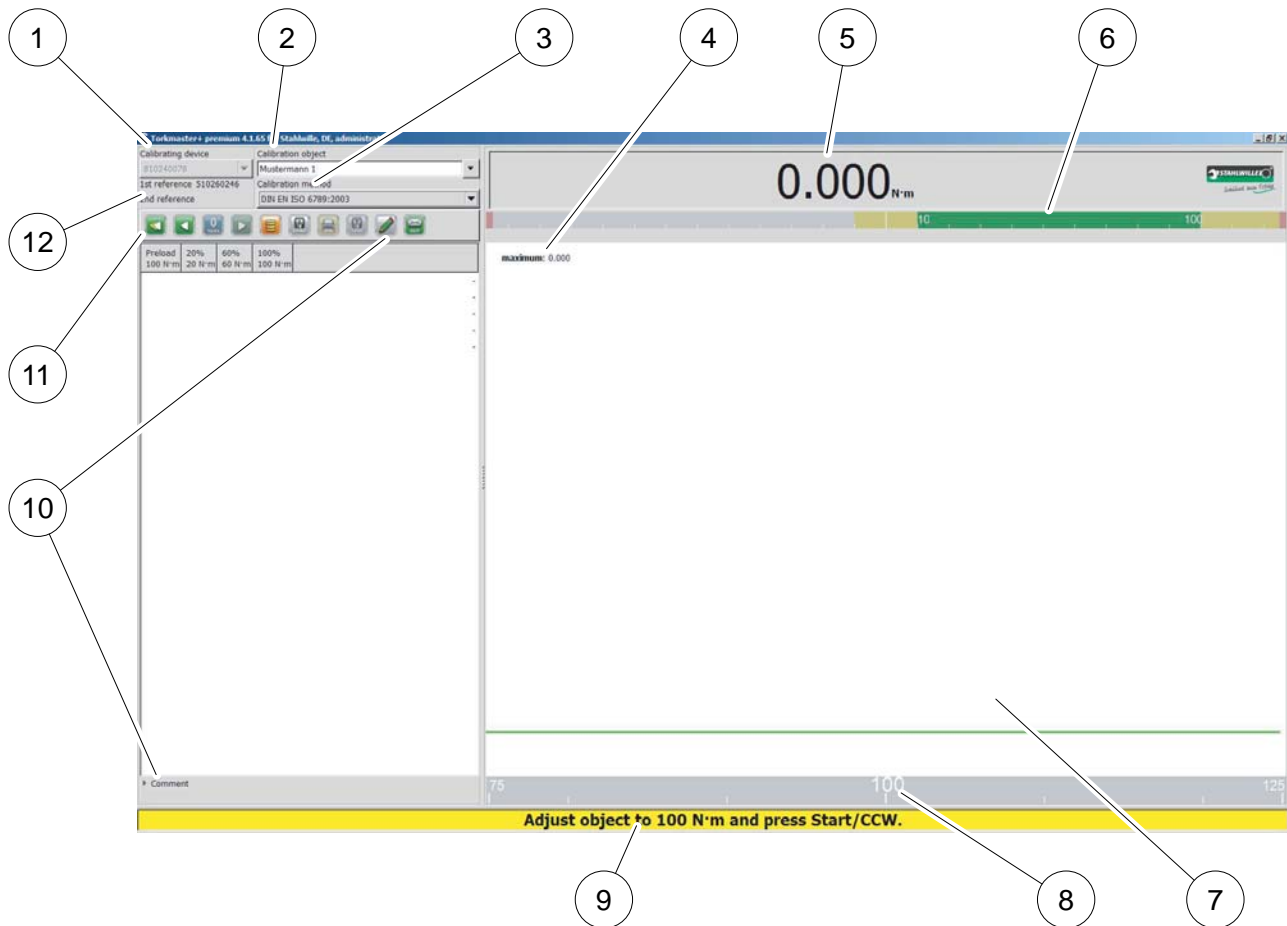 1
2
3
4
5
6
Torkmaster+ premium 4.1.65 Stahlwille, DE, administra
Calibrating device
Calibration object
810240078
Mustermann 1
1st reference 510260246
Calibration method
2nd reference
DIN EN ISO 6789:2003
0.000 N·m
STAHLWILLE
10
100
12
Preload
100 N·m
20%
20 N·m
60%
60 N·m
100%
100 N·m
maximum: 0.000
11
10
Comment
75
100
125
Adjust object to 100 N·m and press Start/CCW.
9
8
7